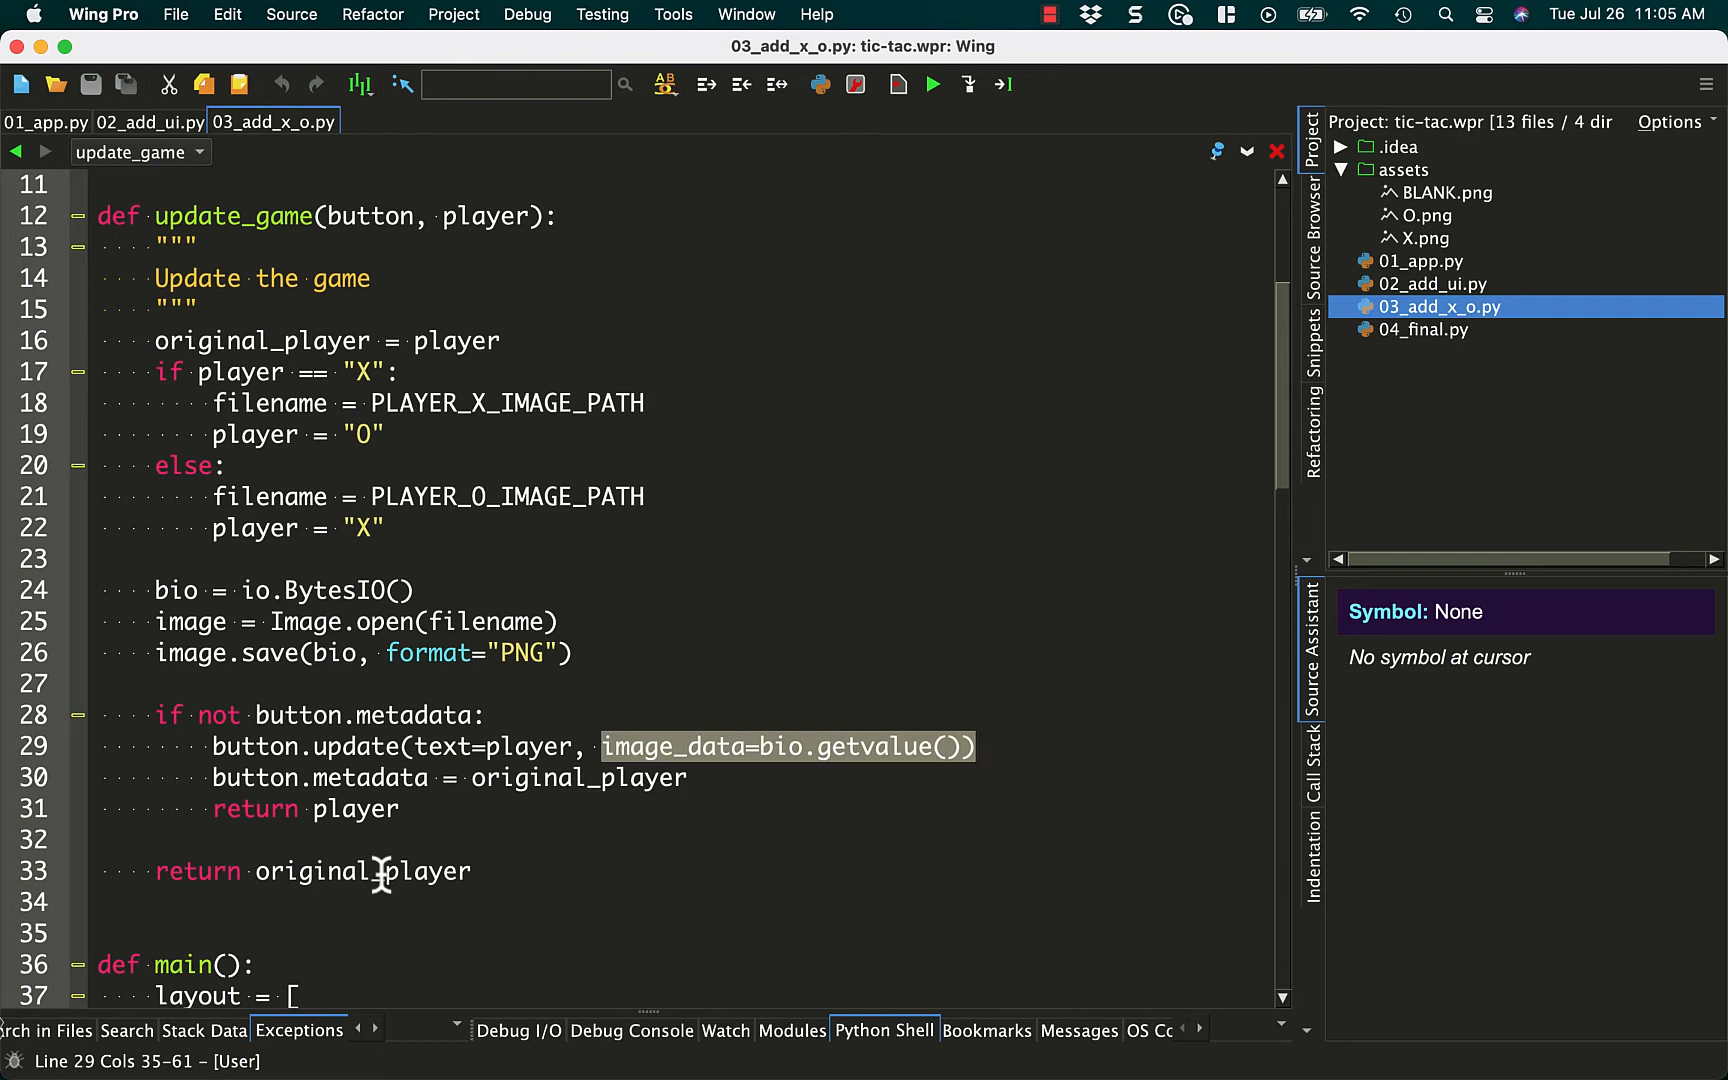 Wing Pro File Edit Source Refactor Project Debug Testing Tools Window Help Tue Jul 26 11:05 AM
03_add_x_o.py: tic-tac.wpr: Wing
01_app.py 02_add_ui.py 03_add_x_o.py
update_game
11
12 def update_game(button, player):
13 """
14 Update the game
15 """
16 original_player = player
17 if player == "X":
18 filename = PLAYER_X_IMAGE_PATH
19 player = "O"
20 else:
21 filename = PLAYER_O_IMAGE_PATH
22 player = "X"
23
24 bio = io.BytesIO()
25 image = Image.open(filename)
26 image.save(bio, format="PNG")
27
28 if not button.metadata:
29 button.update(text=player, image_data=bio.getvalue())
30 button.metadata = original_player
31 return player
32
33 return original_player
34
35
36 def main():
37 layout = [
Project Source Browser Snippets Refactoring
Project: tic-tac.wpr [13 files / 4 dir Options
.idea
assets
BLANK.png
O.png
X.png
01_app.py
02_add_ui.py
03_add_x_o.py
04_final.py
Source Assistant Call Stack Indentation
Symbol: None
No symbol at cursor
rch in Files Search Stack Data Exceptions Debug I/O Debug Console Watch Modules Python Shell Bookmarks Messages OS Co
Line 29 Cols 35-61 – [User]